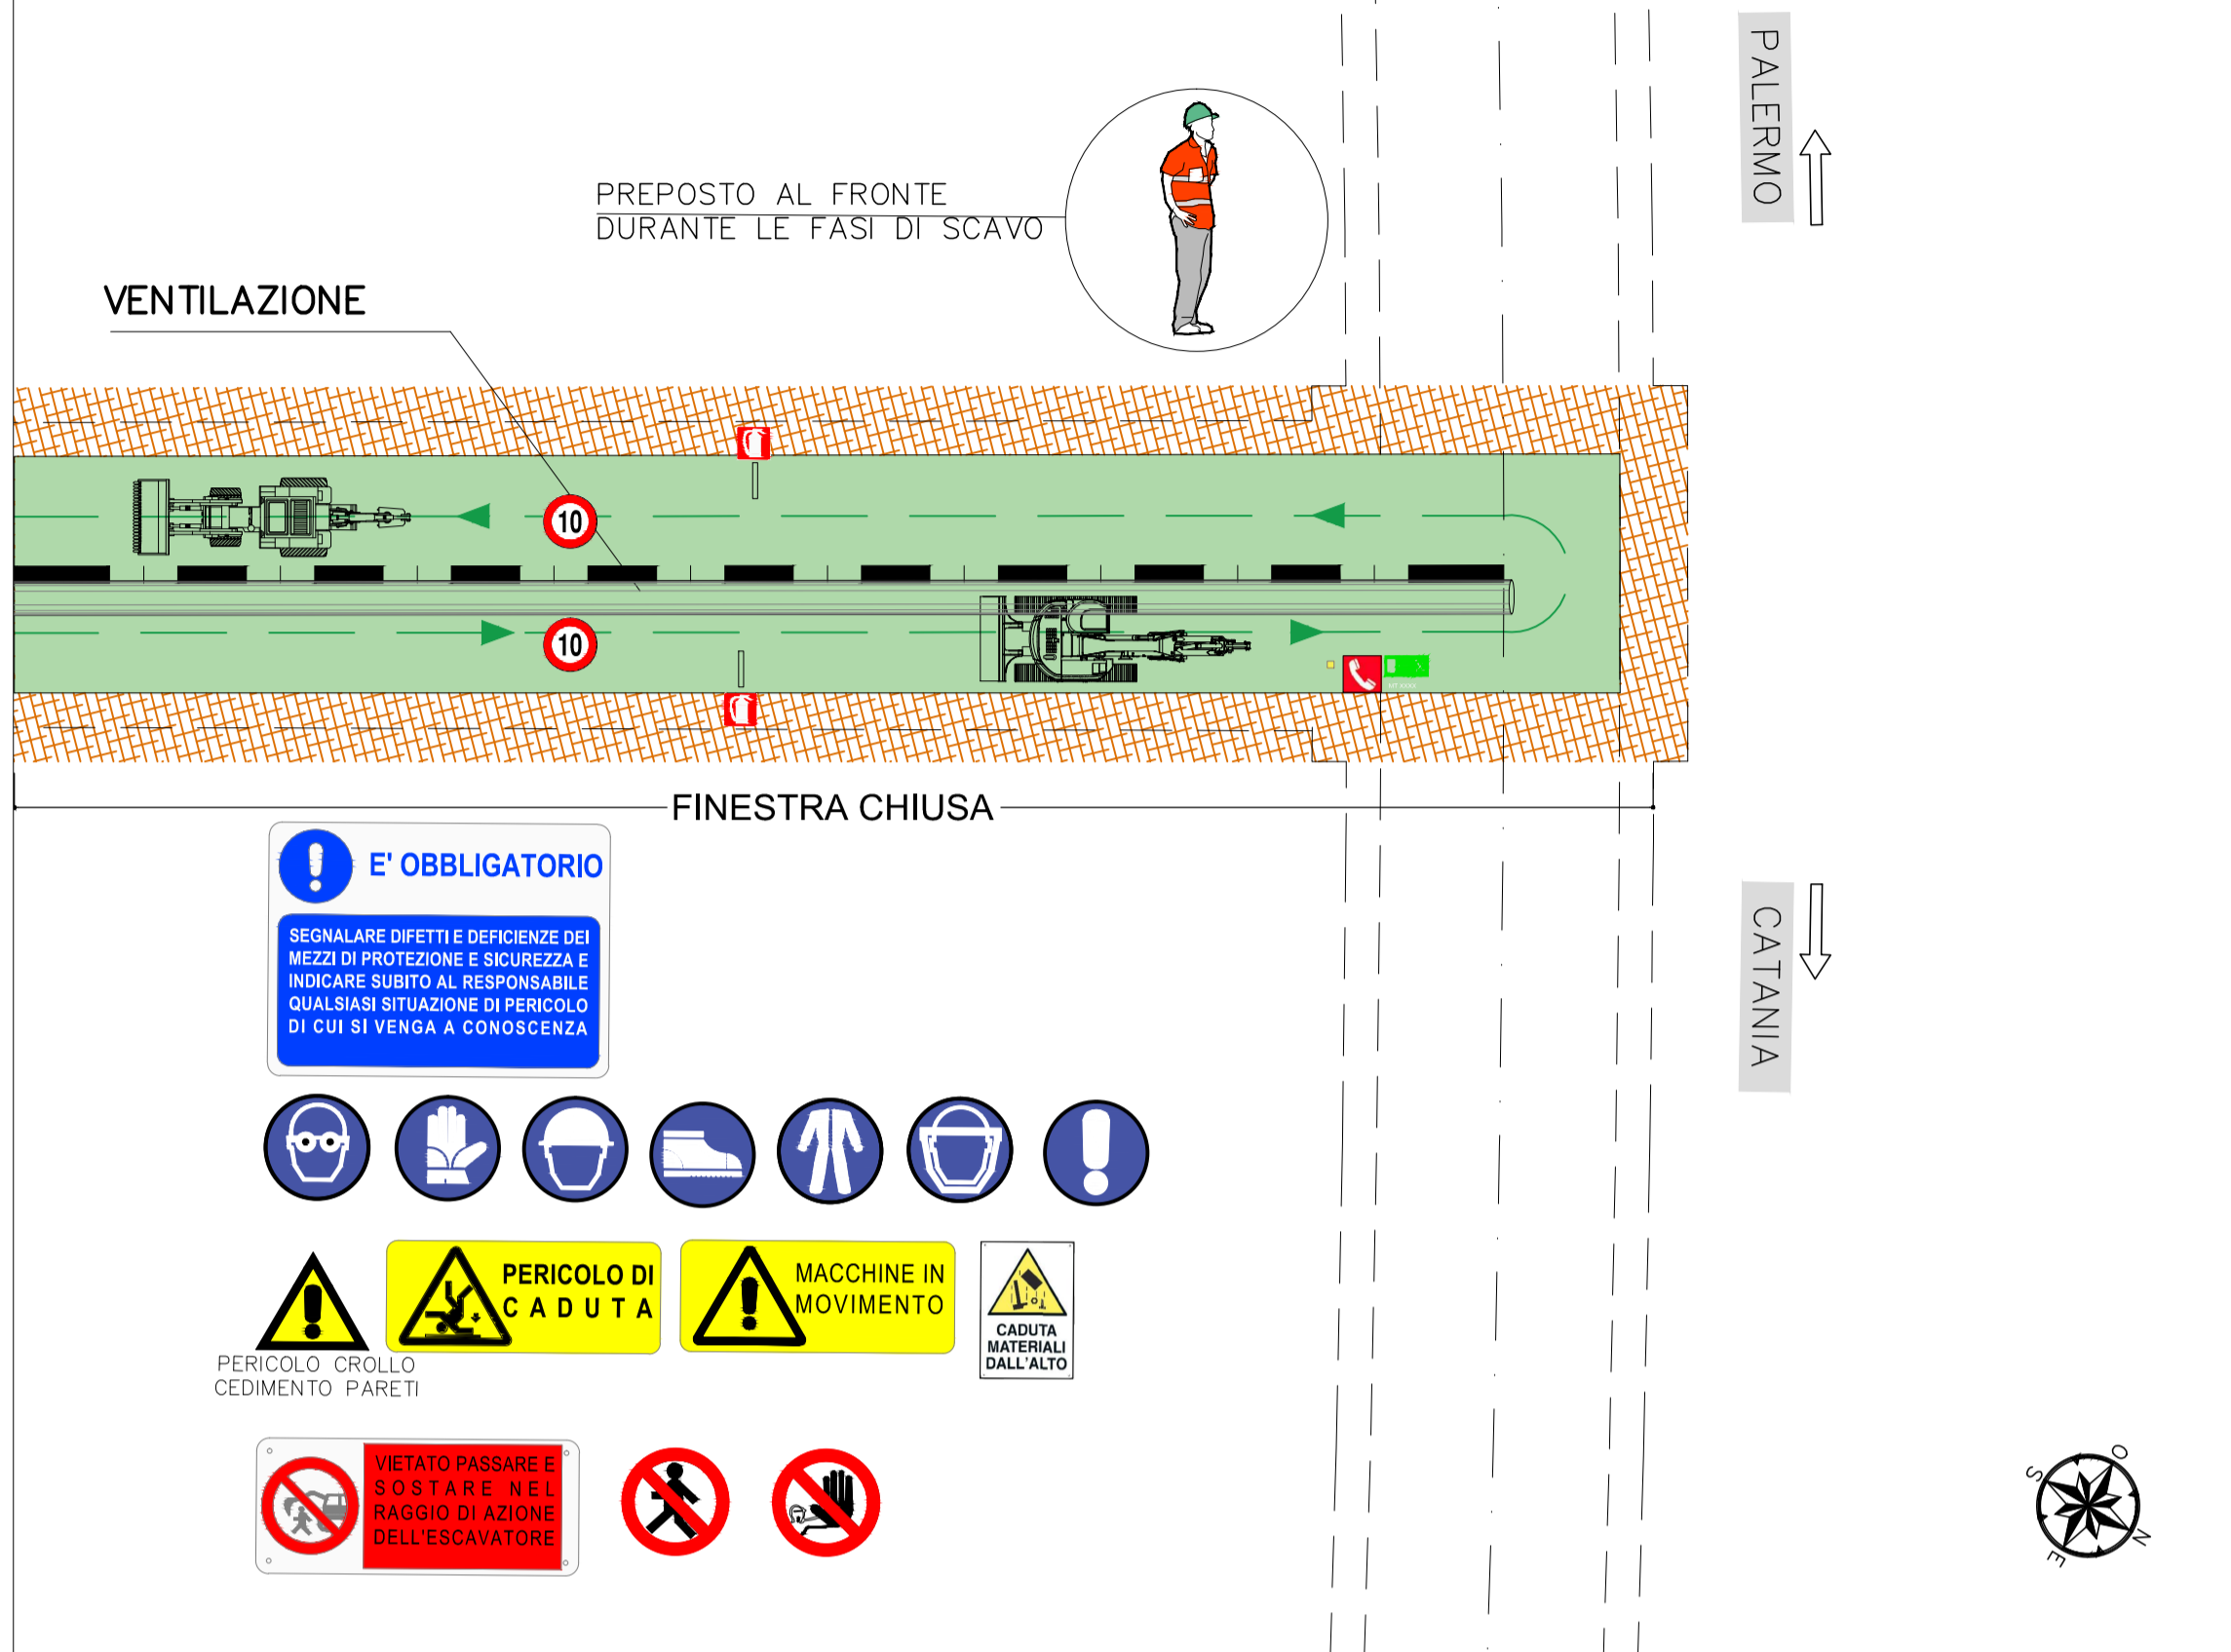 PALERMO
PREPOSTO AL FRONTE
DURANTE LE FASI DI SCAVO
VENTILAZIONE
10
10
MT XXXX
FINESTRA CHIUSA
E' OBBLIGATORIO
SEGNALARE DIFETTI E DEFICIENZE DEI
MEZZI DI PROTEZIONE E SICUREZZA E
INDICARE SUBITO AL RESPONSABILE
QUALSIASI SITUAZIONE DI PERICOLO
DI CUI SI VENGA A CONOSCENZA
CATANIA
PERICOLO CROLLO
CEDIMENTO PARETI
PERICOLO DI
CADUTA
MACCHINE IN
MOVIMENTO
CADUTA
MATERIALI
DALL'ALTO
VIETATO PASSARE E
SOSTARE NEL
RAGGIO DI AZIONE
DELL'ESCAVATORE
O
S
N
E